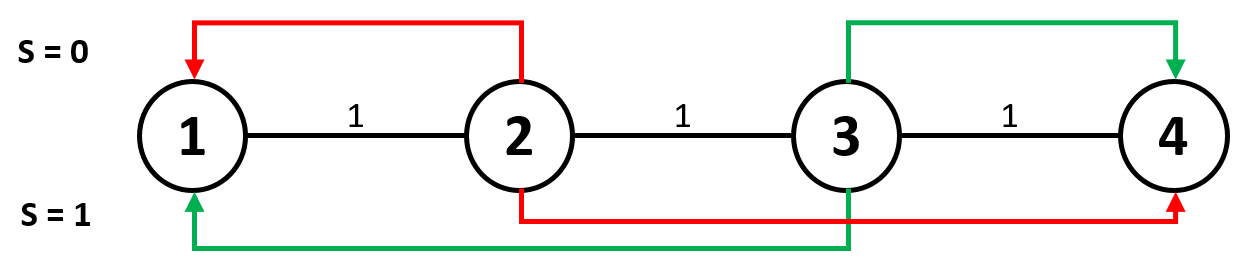 S = 0
1 1 2 1 3 1 4
S = 1